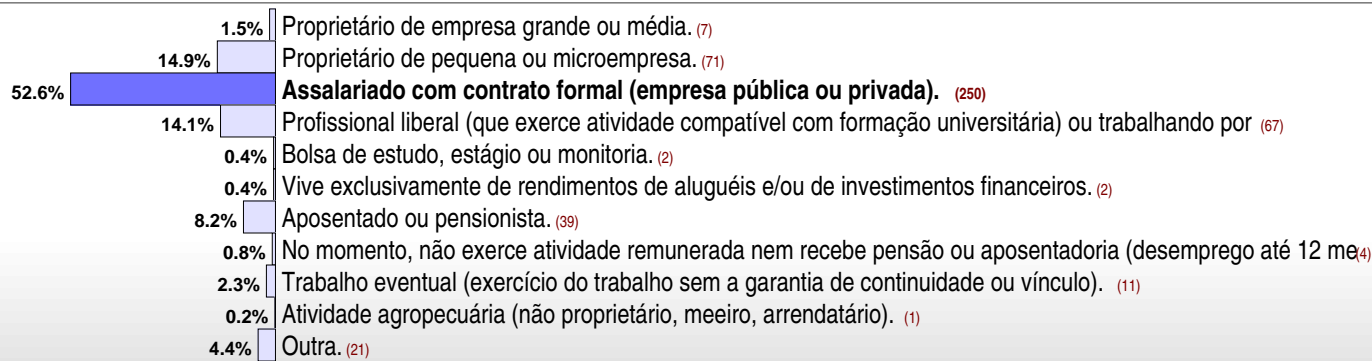 1.5% Proprietário de empresa grande ou média. (7)
14.9% Proprietário de pequena ou microempresa. (71)
52.6% Assalariado com contrato formal (empresa pública ou privada). (250)
14.1% Profissional liberal (que exerce atividade compatível com formação universitária) ou trabalhando por (67)
0.4% Bolsa de estudo, estágio ou monitoria. (2)
0.4% Vive exclusivamente de rendimentos de aluguéis e/ou de investimentos financeiros. (2)
8.2% Aposentado ou pensionista. (39)
0.8% No momento, não exerce atividade remunerada nem recebe pensão ou aposentadoria (desemprego até 12 me(4)
2.3% Trabalho eventual (exercício do trabalho sem a garantia de continuidade ou vínculo). (11)
0.2% Atividade agropecuária (não proprietário, meeiro, arrendatário). (1)
4.4% Outra. (21)